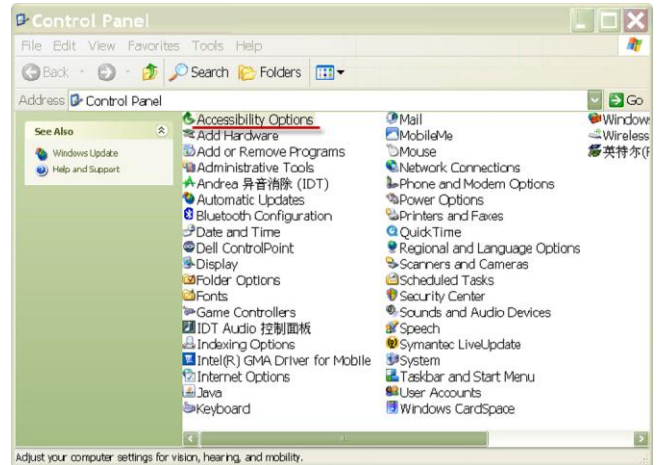 Control Panel
File Edit View Favorites Tools Help
Back Search Folders
Address Control Panel Go
See Also
Windows Update
Help and Support
Accessibility Options
Add Hardware
Add or Remove Programs
Administrative Tools
Andrea 异音消除 (IDT)
Automatic Updates
Bluetooth Configuration
Date and Time
Dell ControlPoint
Display
Folder Options
Fonts
Game Controllers
IDT Audio 控制面板
Indexing Options
Intel(R) GMA Driver for Mobile
Internet Options
Java
Keyboard
Mail
MobileMe
Mouse
Network Connections
Phone and Modem Options
Power Options
Printers and Faxes
QuickTime
Regional and Language Options
Scanners and Cameras
Scheduled Tasks
Security Center
Sounds and Audio Devices
Speech
Symantec LiveUpdate
System
Taskbar and Start Menu
User Accounts
Windows CardSpace
Window
Wireless
英特尔(R
Adjust your computer settings for vision, hearing, and mobility.